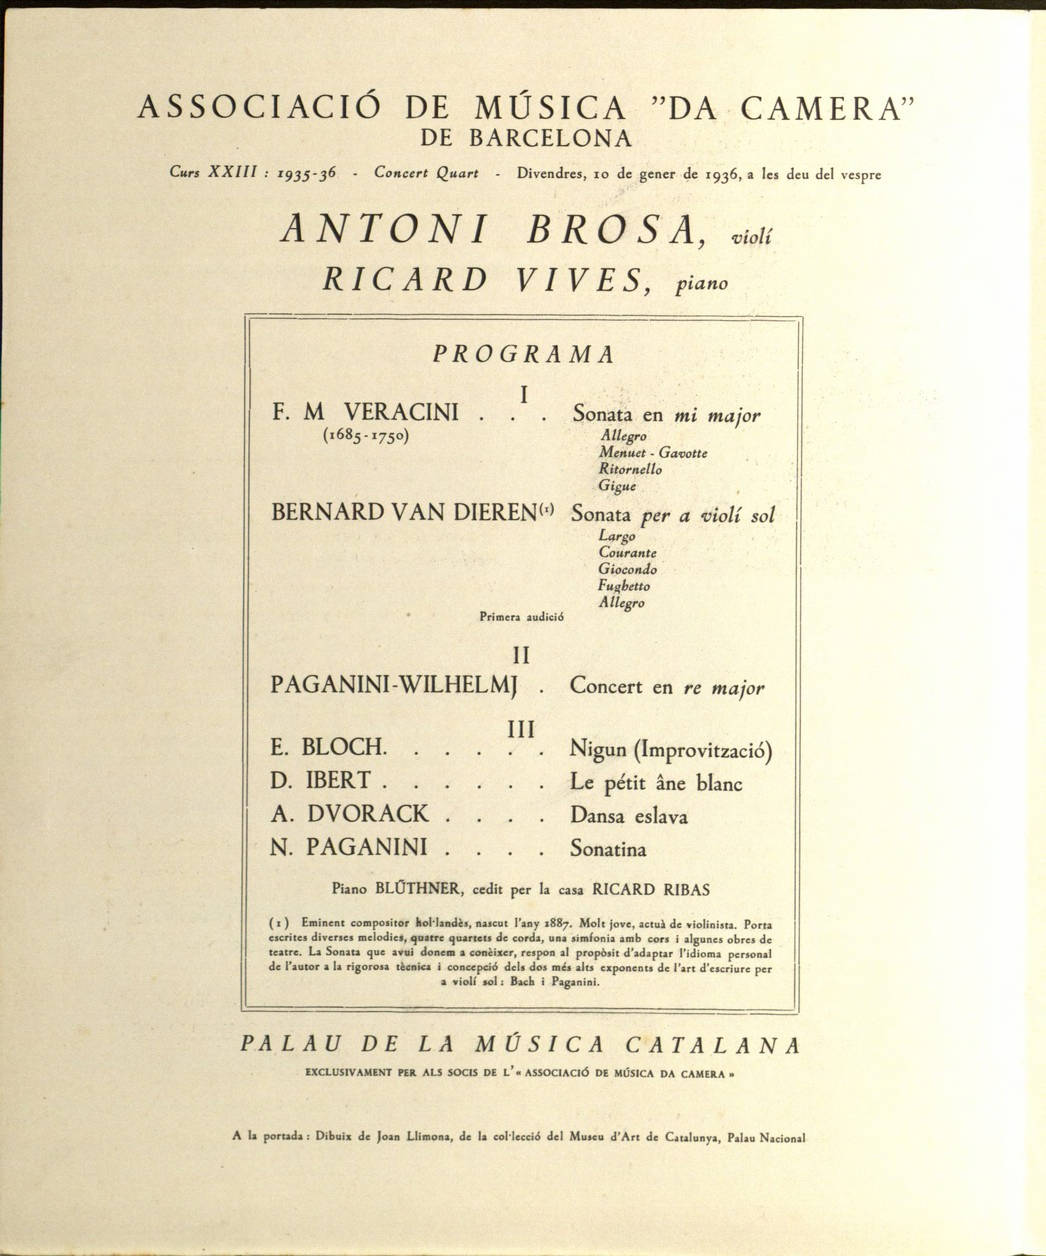 ASSOCIACIÓ DE MÚSICA "DA CAMERA"
DE BARCELONA
Curs XXIII : 1935-36 - Concert Quart - Divendres, 10 de gener de 1936, a les deu del vespre
ANTONI BROSA, violí
RICARD VIVES, piano
PROGRAMA
I
F. M VERACINI . . . Sonata en mi major
(1685-1750) Allegro
Menuet - Gavotte
Ritornello
Gigue
BERNARD VAN DIEREN(1) Sonata per a violí sol
Largo
Courante
Giocondo
Fughetto
Allegro
Primera audició
II
PAGANINI-WILHELMJ . Concert en re major
III
E. BLOCH. . . . . . Nigun (Improvització)
D. IBERT . . . . . . Le pétit âne blanc
A. DVORACK . . . . Dansa eslava
N. PAGANINI . . . . Sonatina
Piano BLŰTHNER, cedit per la casa RICARD RIBAS
(1) Eminent compositor hol·landès, nascut l'any 1887. Molt jove, actuà de violinista. Porta
escrites diverses melodies, quatre quartets de corda, una simfonia amb cors i algunes obres de
teatre. La Sonata que avui donem a conèixer, respon al propòsit d'adaptar l'idioma personal
de l'autor a la rigorosa tècnica i concepció dels dos més alts exponents de l'art d'escriure per
a violí sol : Bach i Paganini.
PALAU DE LA MÚSICA CATALANA
EXCLUSIVAMENT PER ALS SOCIS DE L'« ASSOCIACIÓ DE MÚSICA DA CAMERA »
A la portada : Dibuix de Joan Llimona, de la col·lecció del Museu d'Art de Catalunya, Palau Nacional